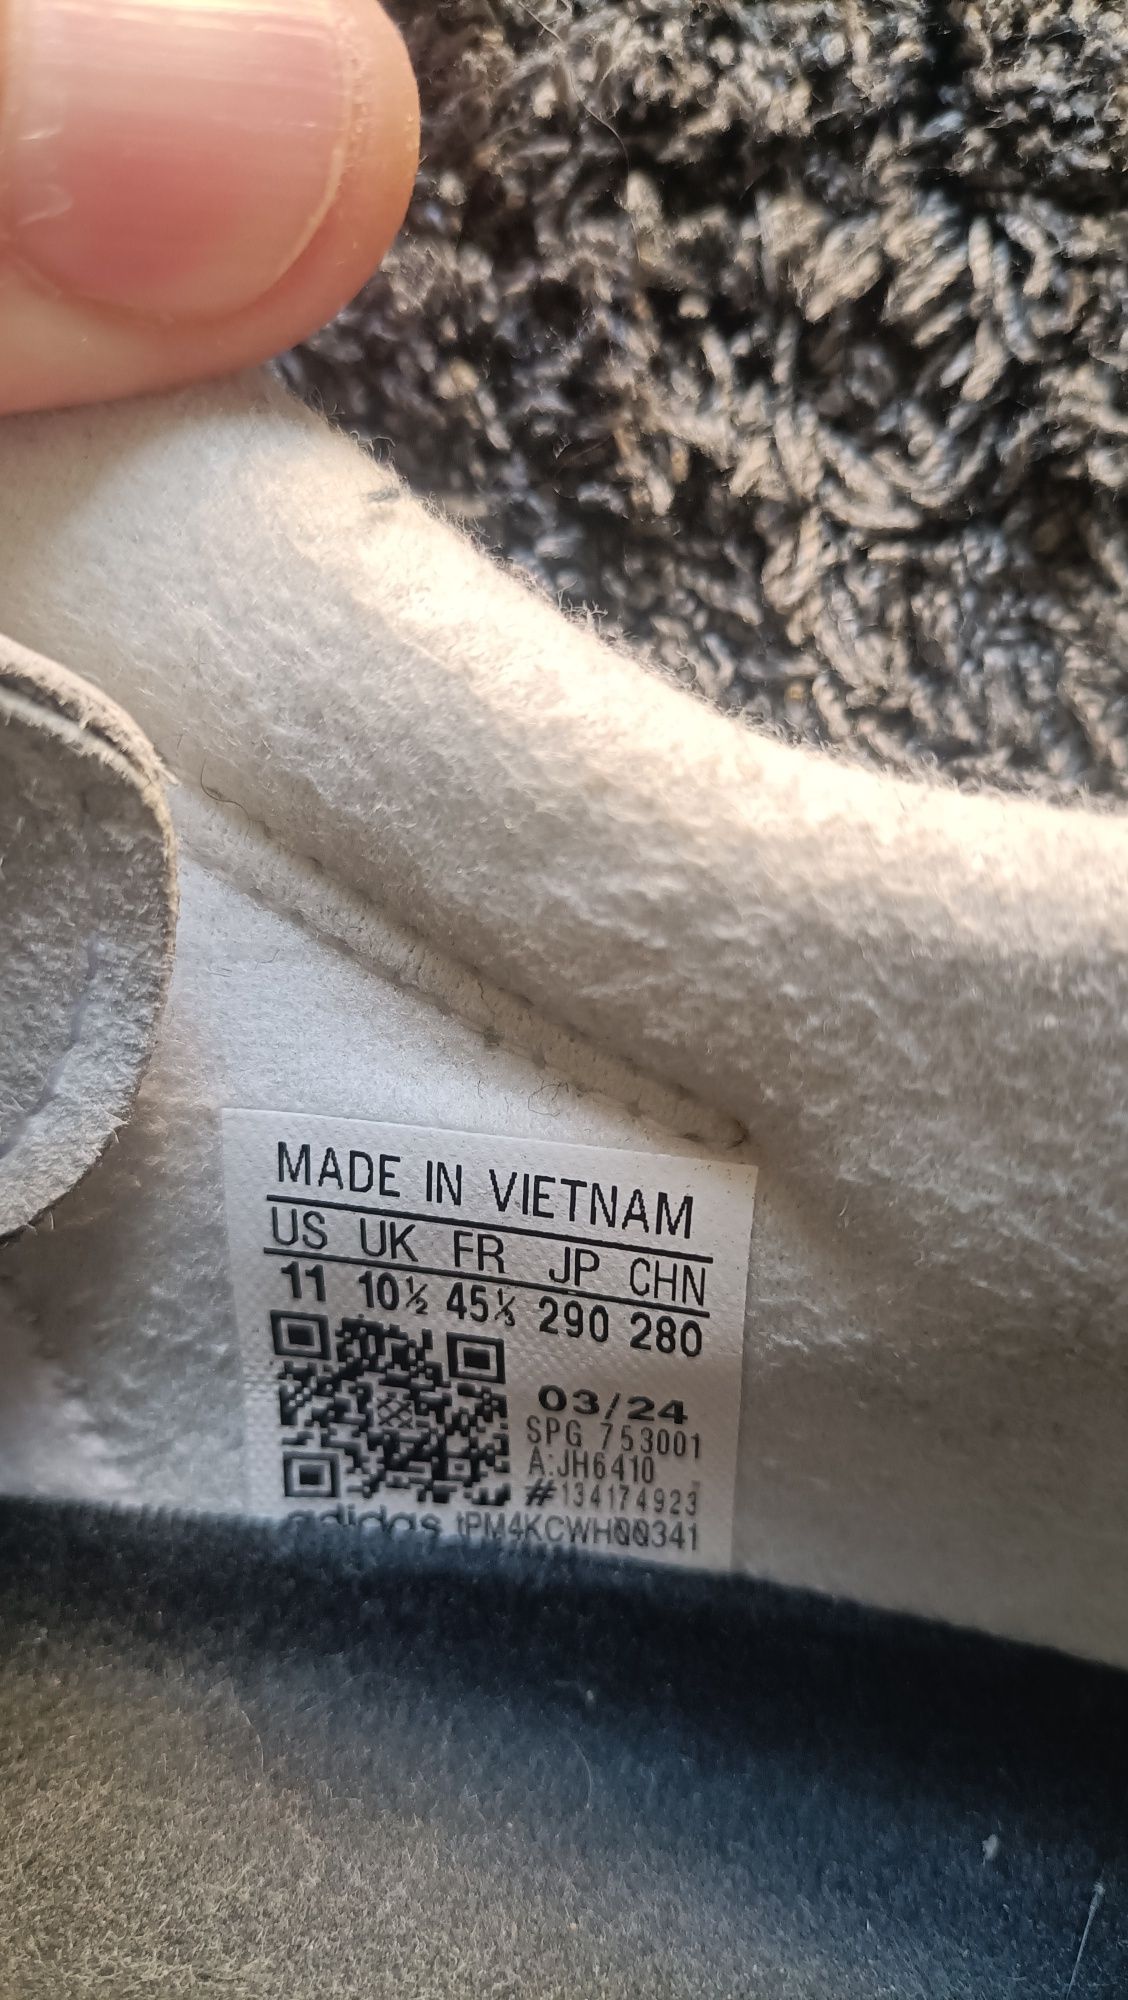 MADE IN VIETNAM
US UK FR JP CHN
11 10½ 45⅓ 290 280
03/24
SPG 753001
A:JH6410
#134174923
adidas tPM4KCWHQQ341